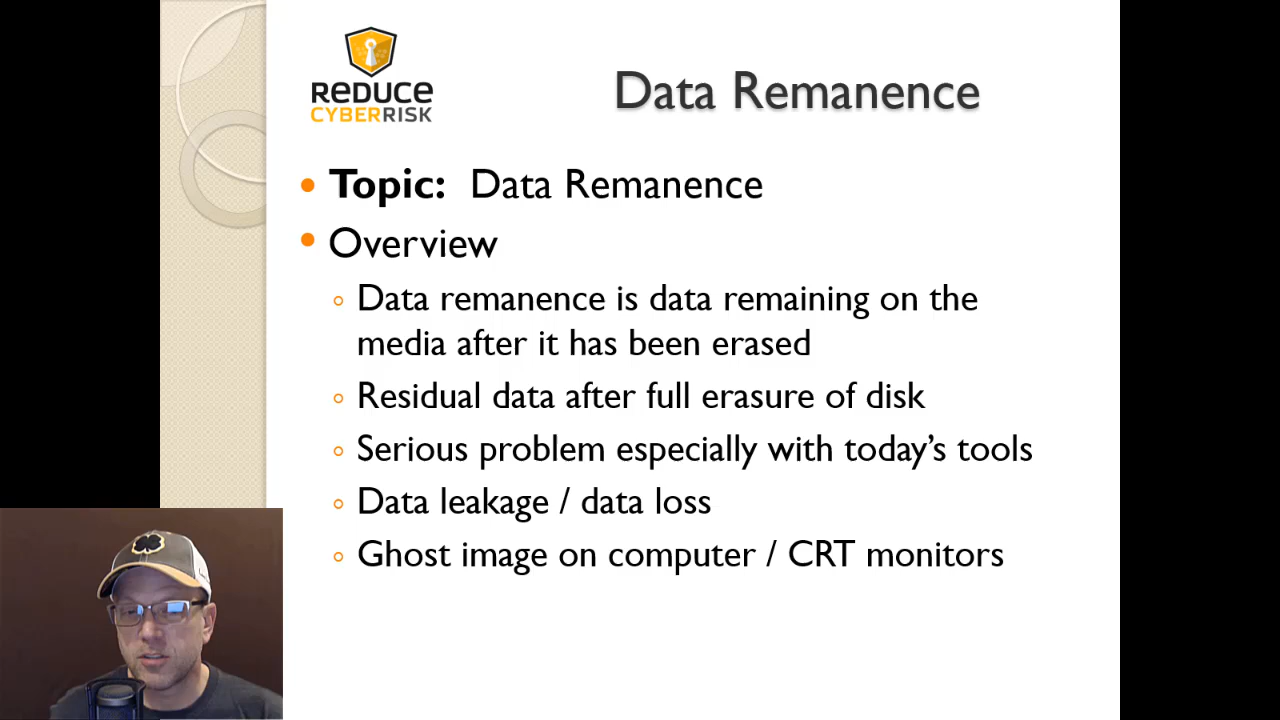 REDUCE
CYBERRISK
Data Remanence
• Topic: Data Remanence
• Overview
◦ Data remanence is data remaining on the
media after it has been erased
◦ Residual data after full erasure of disk
◦ Serious problem especially with today’s tools
◦ Data leakage / data loss
◦ Ghost image on computer / CRT monitors